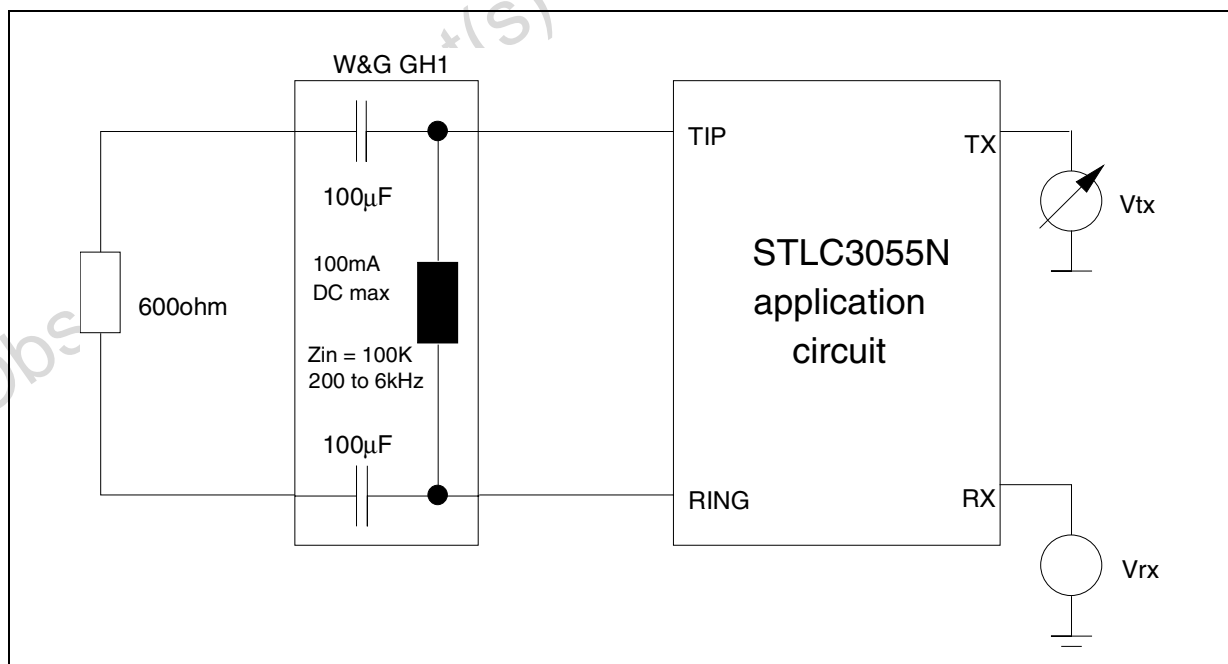 W&G GH1
TIP
TX
100μF
Vtx
100mA
DC max
STLC3055N
application
circuit
600ohm
Zin = 100K
200 to 6kHz
100μF
RING
RX
Vrx